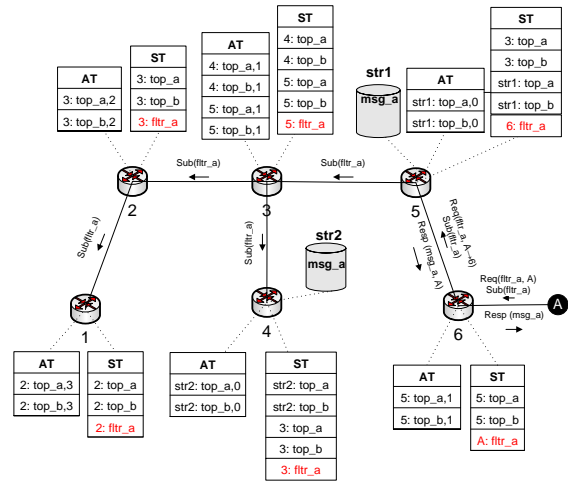 ST
4: top_a
4: top_b
5: top_a
5: top_b
5: fltr_a
ST
3: top_a
3: top_b
str1: top_a
str1: top_b
6: fltr_a
AT
4: top_a,1
4: top_b,1
5: top_a,1
5: top_b,1
ST
3: top_a
3: top_b
3: fltr_a
AT
3: top_a,2
3: top_b,2
str1
msg_a
AT
str1: top_a,0
str1: top_b,0
Sub(fltr_a)
Sub(fltr_a)
2
3
5
Sub(fltr_a)
Sub(fltr_a)
str2
msg_a
Req(fltr_a, A→6)
Sub(fltr_a)
Resp (msg_a, A)
Req(fltr_a, A)
Sub(fltr_a)
A
Resp (msg_a)
1
4
6
AT
2: top_a,3
2: top_b,3
ST
2: top_a
2: top_b
2: fltr_a
AT
str2: top_a,0
str2: top_b,0
ST
str2: top_a
str2: top_b
3: top_a
3: top_b
3: fltr_a
AT
5: top_a,1
5: top_b,1
ST
5: top_a
5: top_b
A: fltr_a